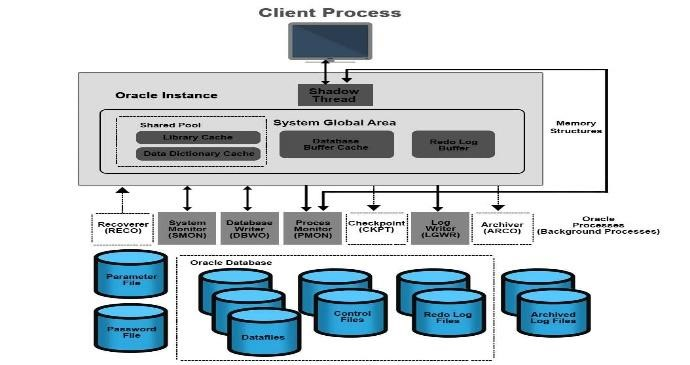 Client Process
Oracle Instance
Shadow
Thread
System Global Area
Shared Pool
Library Cache
Data Dictionary Cache
Database
Buffer Cache
Redo Log
Buffer
Memory
Structures
Recoverer
(RECO)
System
Monitor
(SMON)
Database
Writer
(DBWO)
Proces
Monitor
(PMON)
Checkpoint
(CKPT)
Log
Writer
(LGWR)
Archiver
(ARCO)
Oracle
Processes
(Background Processes)
Oracle Database
Parameter
File
Password
File
Datafiles
Control
Files
Redo Log
Files
Archived
Log Files